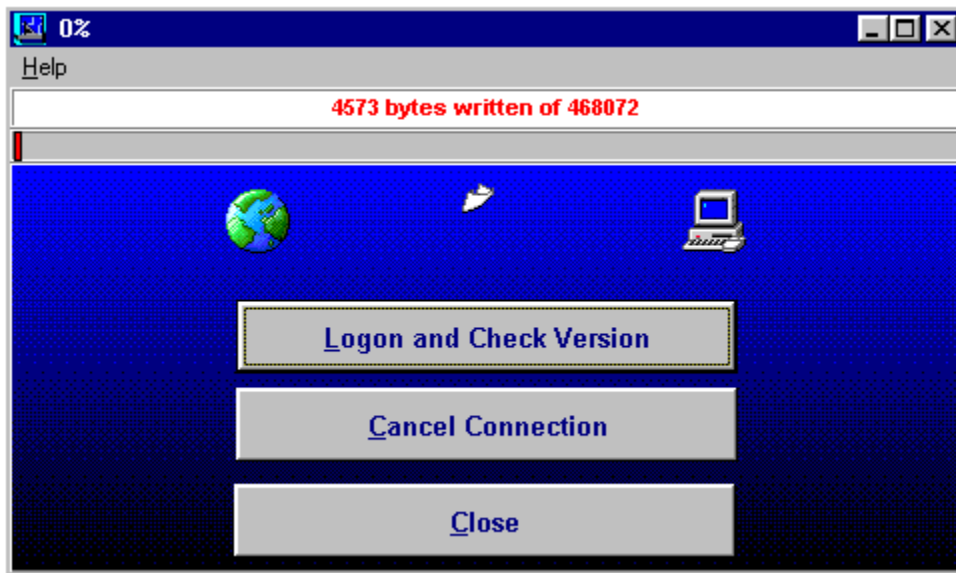 0%
Help
4573 bytes written of 468072
Logon and Check Version
Cancel Connection
Close